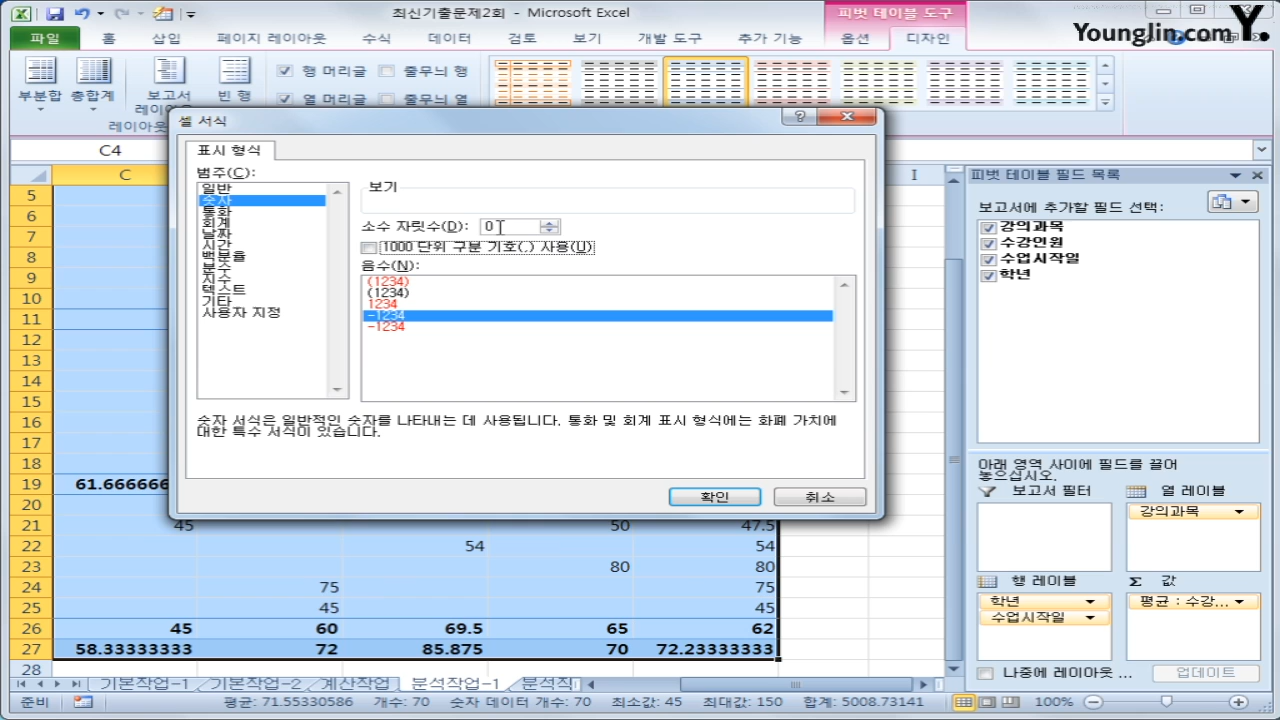 최신기출문제2회 - Microsoft Excel
피벗 테이블 도구
YoungJin.com Y.
파일 홈 삽입 페이지 레이아웃 수식 데이터 검토 보기 개발 도구 추가 기능 옵션 디자인
부분합 총합계 보고서 레이아웃 빈 행
행 머리글 줄무늬 행
열 머리글 줄무늬 열
C4
셀 서식
표시 형식
범주(C):
일반
숫자
통화
회계
날짜
시간
백분율
분수
지수
텍스트
기타
사용자 지정
보기
소수 자릿수(D): 0
1000 단위 구분 기호(,) 사용(U)
음수(N):
(1234)
(1234)
1234
-1234
-1234
숫자 서식은 일반적인 숫자를 나타내는 데 사용됩니다. 통화 및 회계 표시 형식에는 화폐 가치에
대한 특수 서식이 있습니다.
확인 취소
C I
5
6
7
8
9
10
11
12
13
14
15
16
17
18
19 61.666666
20
21 45 50 47.5
22 54 54
23 80 80
24 75 75
25 45 45
26 45 60 69.5 65 62
27 58.33333333 72 85.875 70 72.23333333
28
피벗 테이블 필드 목록
보고서에 추가할 필드 선택:
강의과목
수강인원
수업시작일
학년
아래 영역 사이에 필드를 끌어
놓으십시오.
보고서 필터 열 레이블
강의과목
행 레이블 Σ 값
학년 평균 : 수강...
수업시작일
나중에 레이아웃 ... 업데이트
기본작업-1 기본작업-2 계산작업 분석작업-1
준비 개수: 70 숫자 데이터 개수: 70 최소값: 45 최대값: 150 합계: 5008.73141 100%